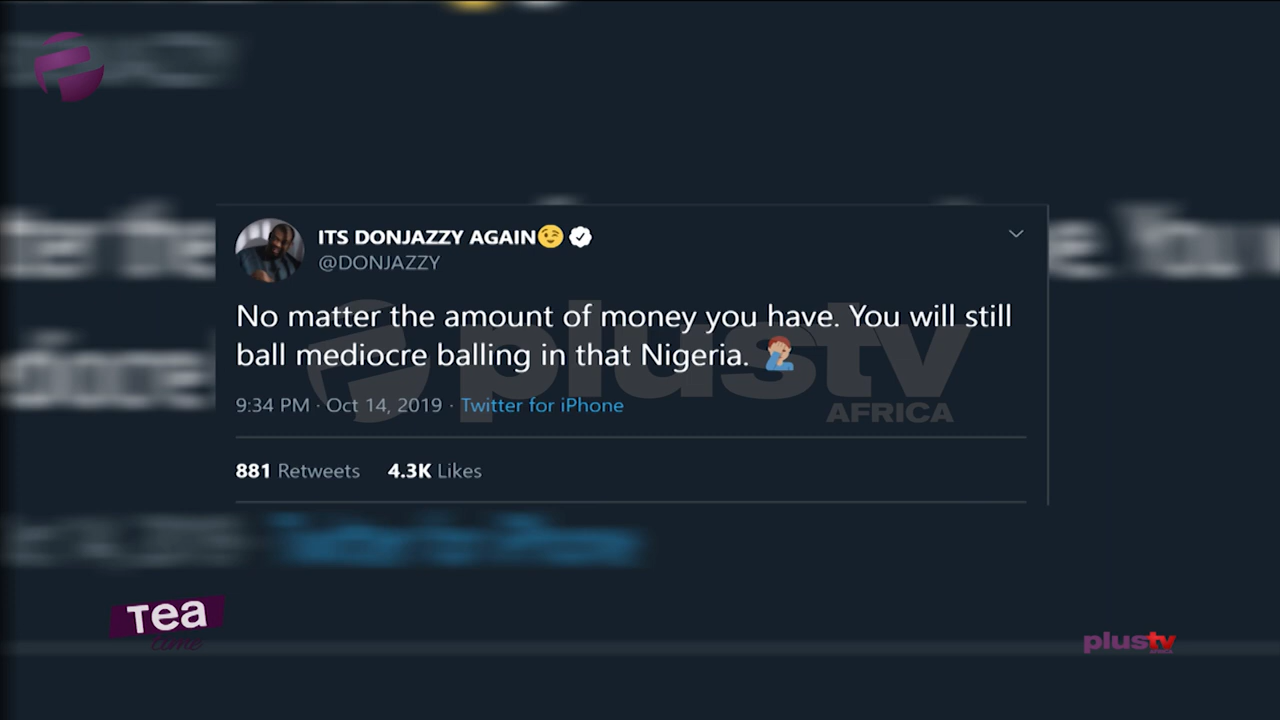 ITS DONJAZZY AGAIN😉
@DONJAZZY
No matter the amount of money you have. You will still
ball mediocre balling in that Nigeria. 🤦🏽‍♂️
9:34 PM · Oct 14, 2019 · Twitter for iPhone
881 Retweets 4.3K Likes
plustv
AFRICA
Tea
time
plustv